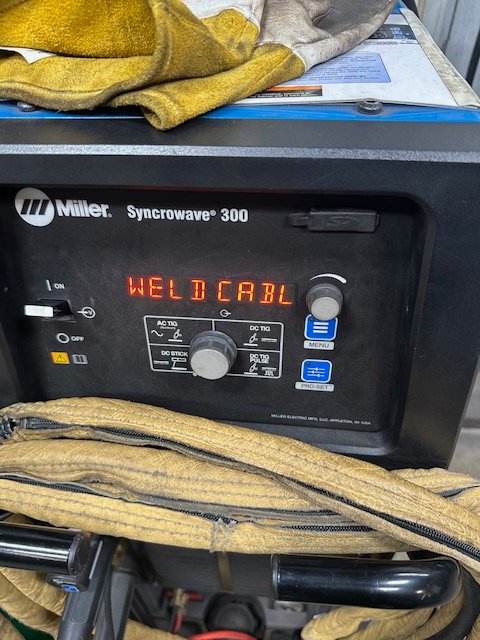 Miller® Syncrowave® 300
ON
WELD CABL
OFF
AC TIG
DC TIG
MENU
DC STICK
DC TIG PULSE
PRO-SET
MILLER ELECTRIC MFG. LLC, APPLETON, WI USA